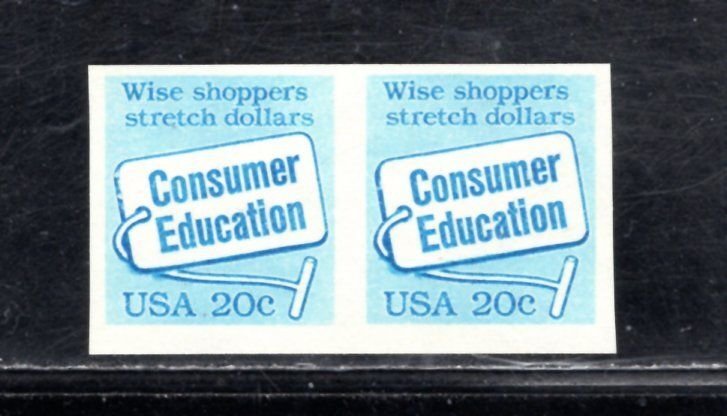 Wise shoppers
stretch dollars
Consumer
Education
USA 20c
Wise shoppers
stretch dollars
Consumer
Education
USA 20c